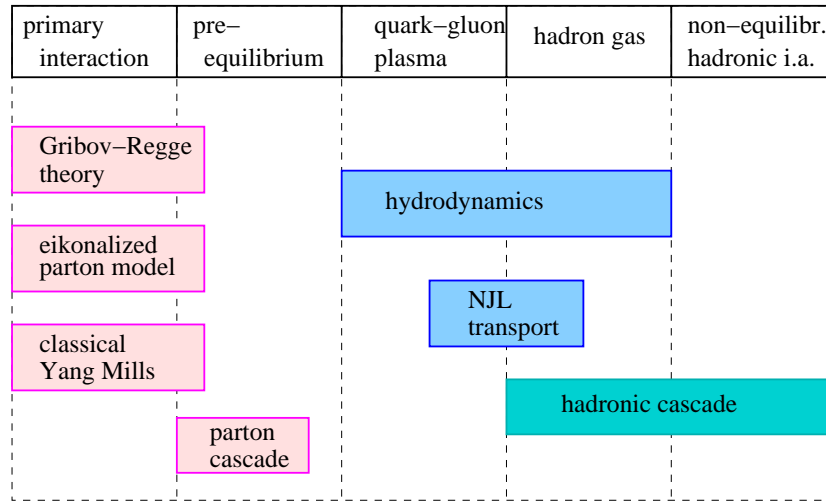 primary
interaction
pre−
equilibrium
quark−gluon
plasma
hadron gas
non−equilibr.
hadronic i.a.
Gribov−Regge
theory
hydrodynamics
eikonalized
parton model
NJL
transport
classical
Yang Mills
hadronic cascade
parton
cascade